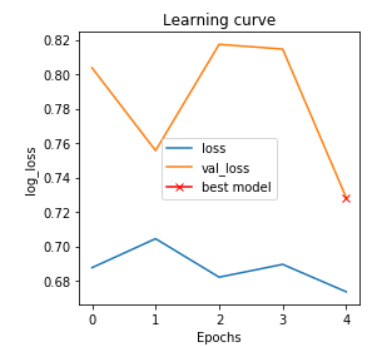 Learning curve
log_loss
0.82
0.80
0.78
0.76
0.74
0.72
0.70
0.68
loss
val_loss
best model
0 1 2 3 4
Epochs